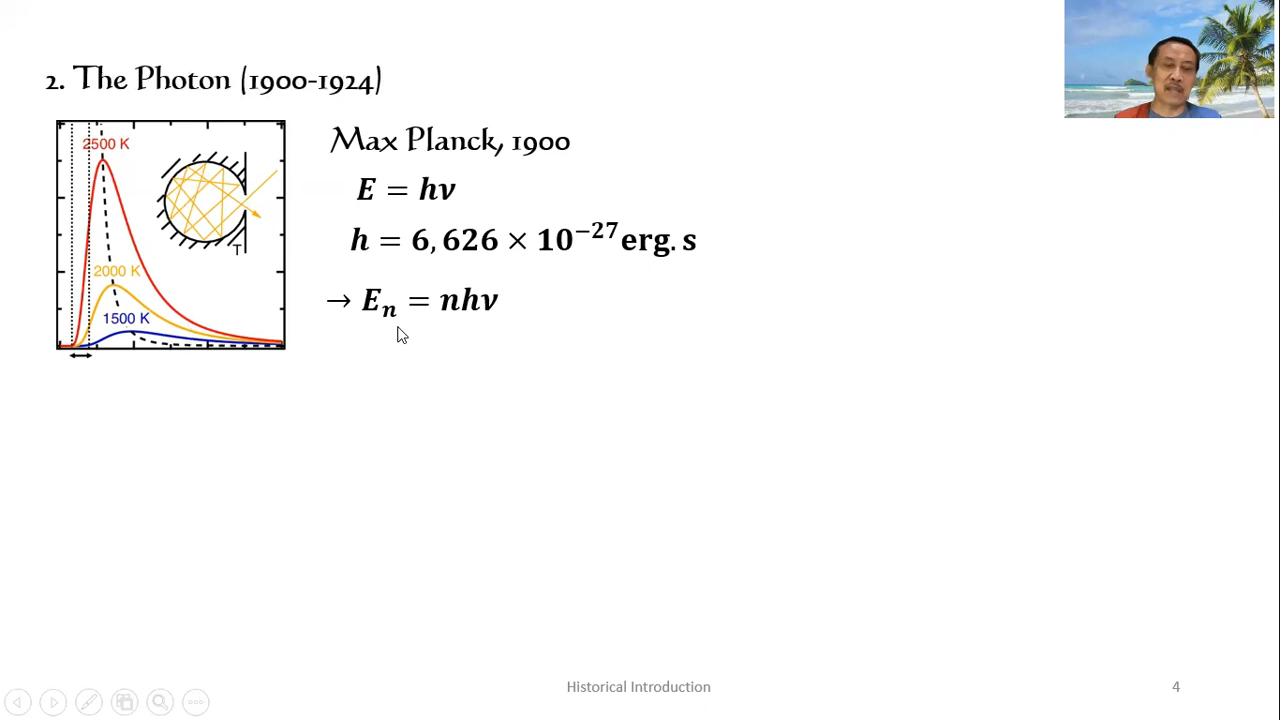 2. The Photon (1900-1924)
2500 K
2000 K
1500 K
T
Max Planck, 1900
E = hν
h = 6,626 × 10⁻²⁷ erg. s
→ Eₙ = nhν
Historical Introduction
4